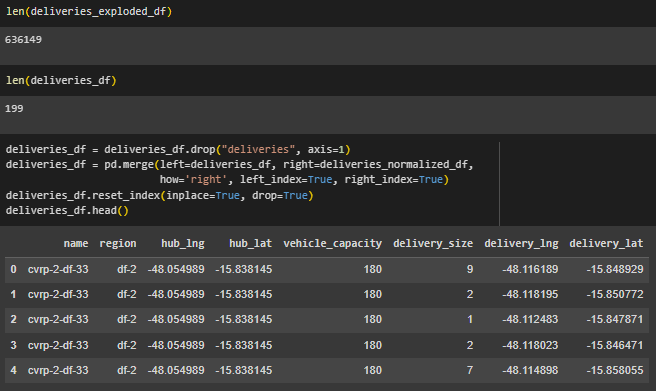 len(deliveries_exploded_df)
636149
len(deliveries_df)
199
deliveries_df = deliveries_df.drop("deliveries", axis=1)
deliveries_df = pd.merge(left=deliveries_df, right=deliveries_normalized_df,
how='right', left_index=True, right_index=True)
deliveries_df.reset_index(inplace=True, drop=True)
deliveries_df.head()
name region hub_lng hub_lat vehicle_capacity delivery_size delivery_lng delivery_lat
0 cvrp-2-df-33 df-2 -48.054989 -15.838145 180 9 -48.116189 -15.848929
1 cvrp-2-df-33 df-2 -48.054989 -15.838145 180 2 -48.118195 -15.850772
2 cvrp-2-df-33 df-2 -48.054989 -15.838145 180 1 -48.112483 -15.847871
3 cvrp-2-df-33 df-2 -48.054989 -15.838145 180 2 -48.118023 -15.846471
4 cvrp-2-df-33 df-2 -48.054989 -15.838145 180 7 -48.114898 -15.858055